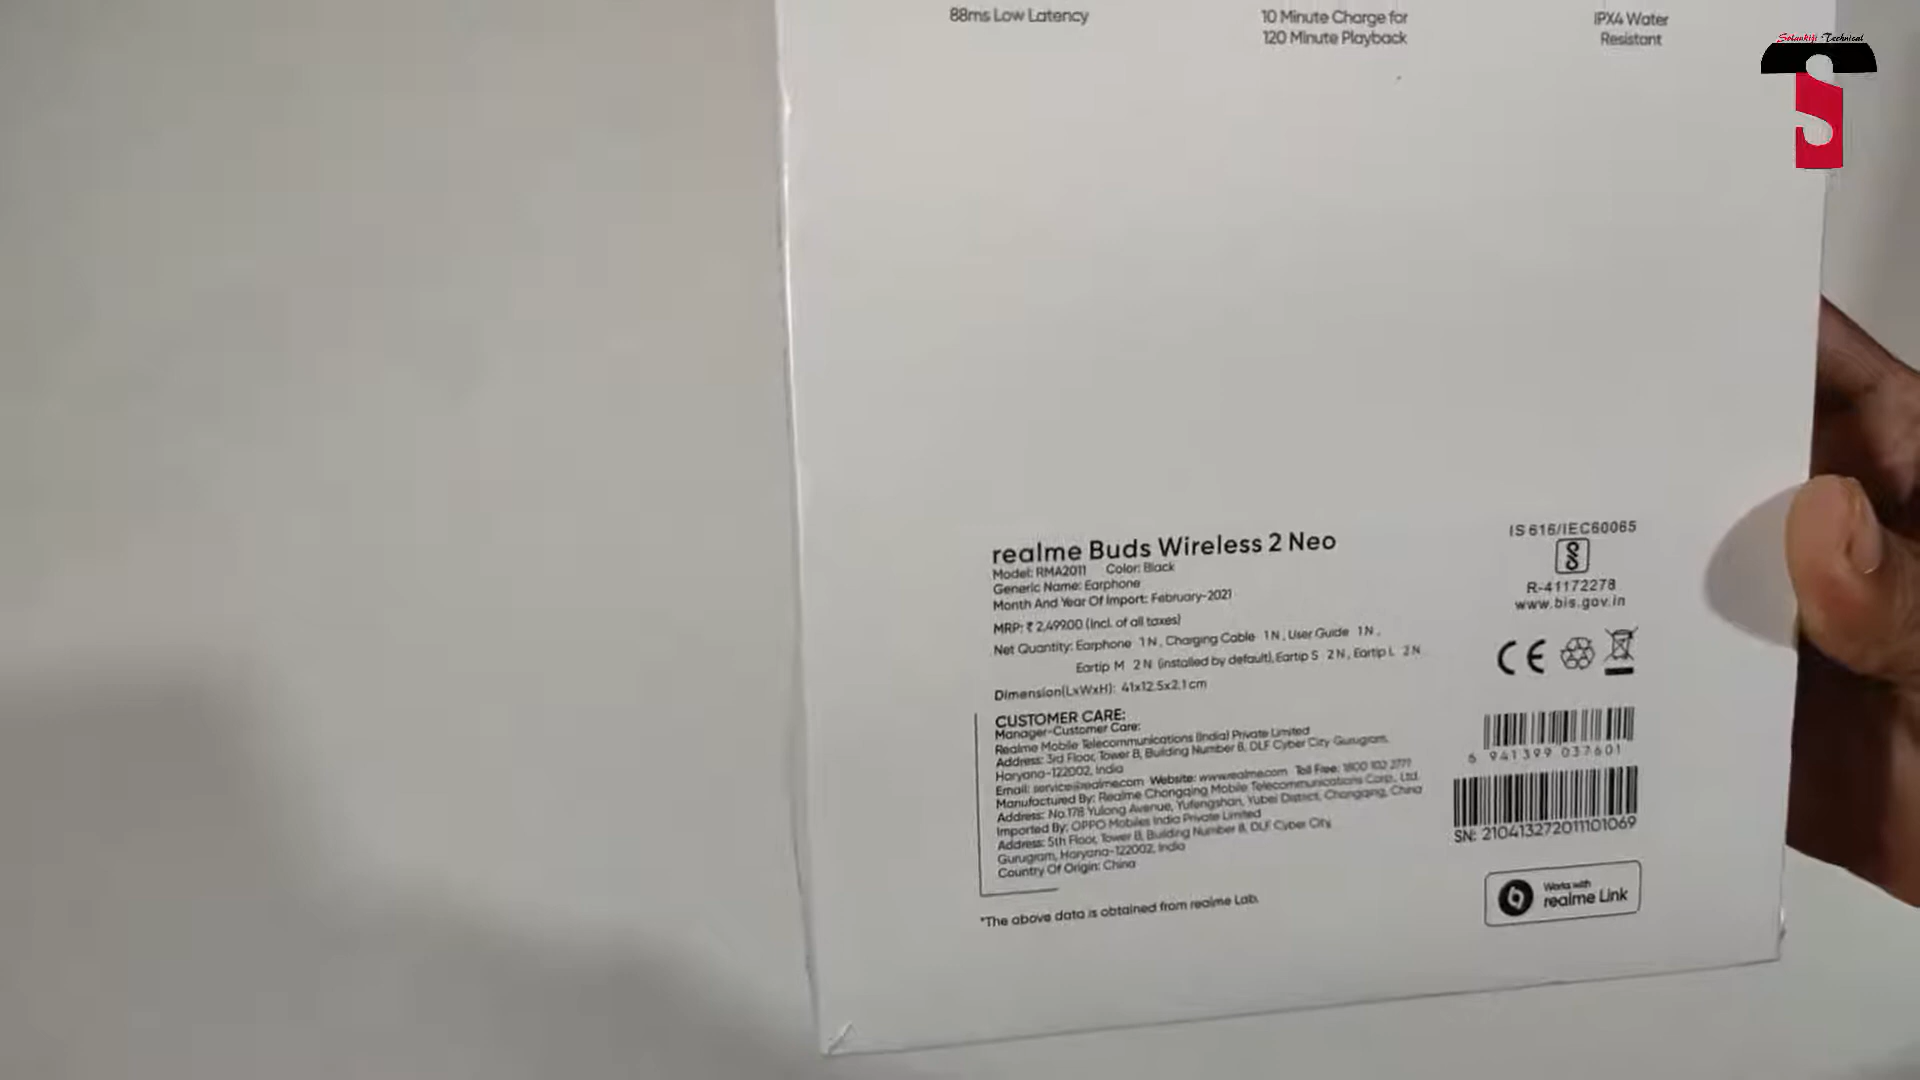 88ms Low Latency
10 Minute Charge for
120 Minute Playback
IPX4 Water
Resistant
Solankiji Technical
realme Buds Wireless 2 Neo
Model: RMA2011 Color: Black
Generic Name: Earphone
Month And Year Of Import: February-2021
MRP: ₹ 2,499.00 (Incl. of all taxes)
Net Quantity: Earphone 1 N, Charging Cable 1 N, User Guide 1 N,
Eartip M 2 N (installed by default), Eartip S 2 N, Eartip L 2 N
Dimension(LxWxH): 41x12.5x2.1 cm
CUSTOMER CARE:
Manager-Customer Care:
Realme Mobile Telecommunications (India) Private Limited
Address: 3rd Floor, Tower B, Building Number 8, DLF Cyber City Gurugram,
Haryana-122002, India
Email: service@realme.com Website: www.realme.com Toll Free: 1800 102 2777
Manufactured By: Realme Chongqing Mobile Telecommunications Corp., Ltd.
Address: No.178 Yulong Avenue, Yufengshan, Yubei District, Chongqing, China
Imported By: OPPO Mobiles India Private Limited
Address: 5th Floor, Tower B, Building Number 8, DLF Cyber City,
Gurugram, Haryana-122002, India
Country Of Origin: China
*The above data is obtained from realme Lab.
IS 616/IEC60065
R-41172278
www.bis.gov.in
CE
6 941399 037601
SN: 210413272011101069
Works with
realme Link